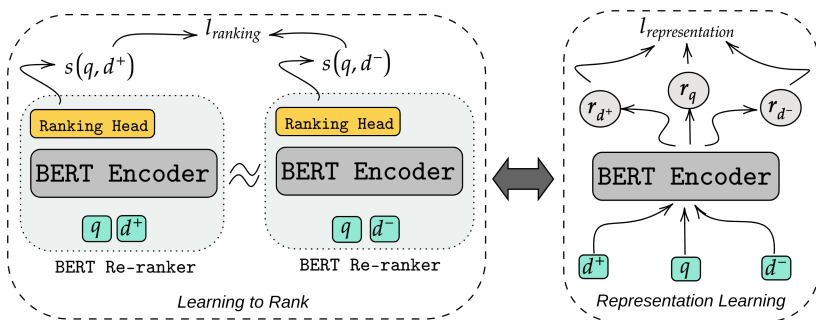 l_ranking
s(q, d⁺)
s(q, d⁻)
Ranking Head
BERT Encoder
q d⁺
BERT Re-ranker
≈
Ranking Head
BERT Encoder
q d⁻
BERT Re-ranker
Learning to Rank
l_representation
r_d⁺
r_q
r_d⁻
BERT Encoder
d⁺ q d⁻
Representation Learning